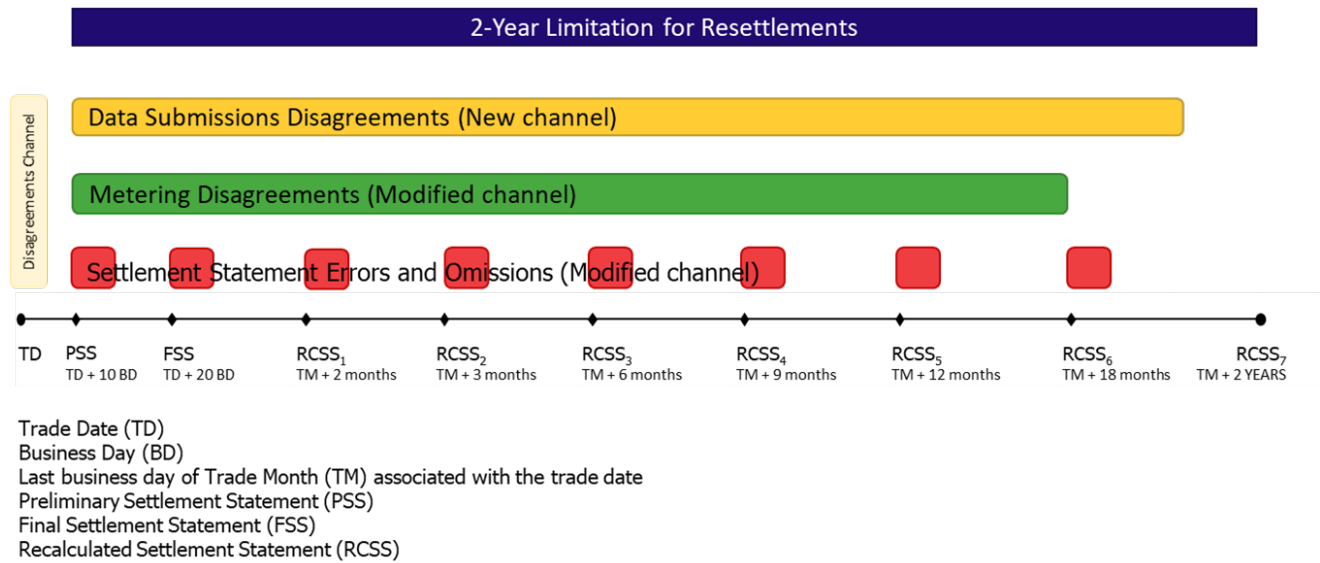 2-Year Limitation for Resettlements
Disagreements Channel
Data Submissions Disagreements (New channel)
Metering Disagreements (Modified channel)
Settlement Statement Errors and Omissions (Modified channel)
TD PSS FSS RCSS1 RCSS2 RCSS3 RCSS4 RCSS5 RCSS6 RCSS7
TD + 10 BD TD + 20 BD TM + 2 months TM + 3 months TM + 6 months TM + 9 months TM + 12 months TM + 18 months TM + 2 YEARS
Trade Date (TD)
Business Day (BD)
Last business day of Trade Month (TM) associated with the trade date
Preliminary Settlement Statement (PSS)
Final Settlement Statement (FSS)
Recalculated Settlement Statement (RCSS)